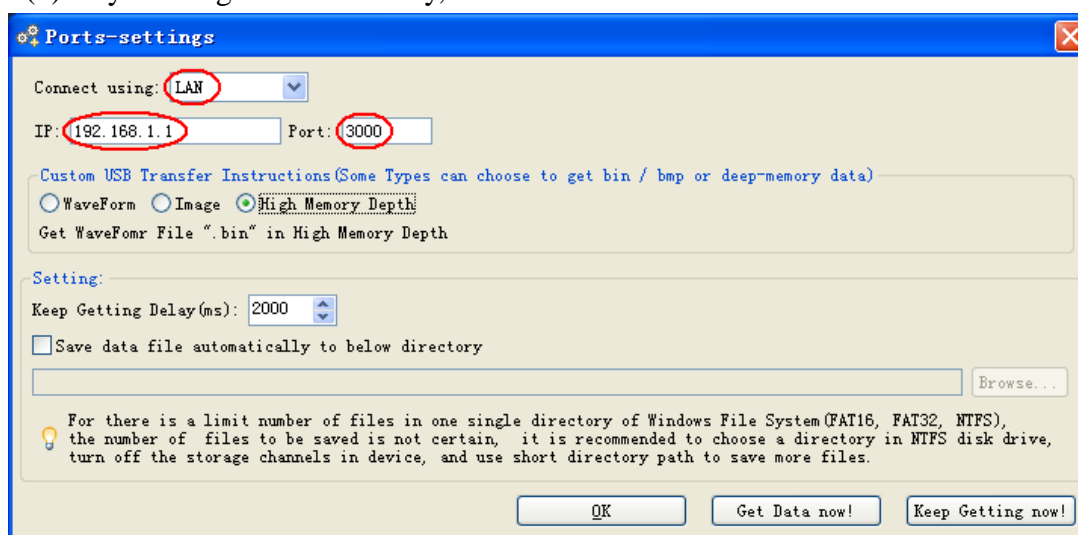 Ports-settings
Connect using: LAN
IP: 192.168.1.1 Port: 3000
Custom USB Transfer Instructions(Some Types can choose to get bin / bmp or deep-memory data)
WaveForm Image High Memory Depth
Get WaveFomr File ".bin" in High Memory Depth
Setting:
Keep Getting Delay(ms): 2000
Save data file automatically to below directory
Browse...
For there is a limit number of files in one single directory of Windows File System(FAT16, FAT32, NTFS),
the number of files to be saved is not certain, it is recommended to choose a directory in NTFS disk drive,
turn off the storage channels in device, and use short directory path to save more files.
OK Get Data now! Keep Getting now!